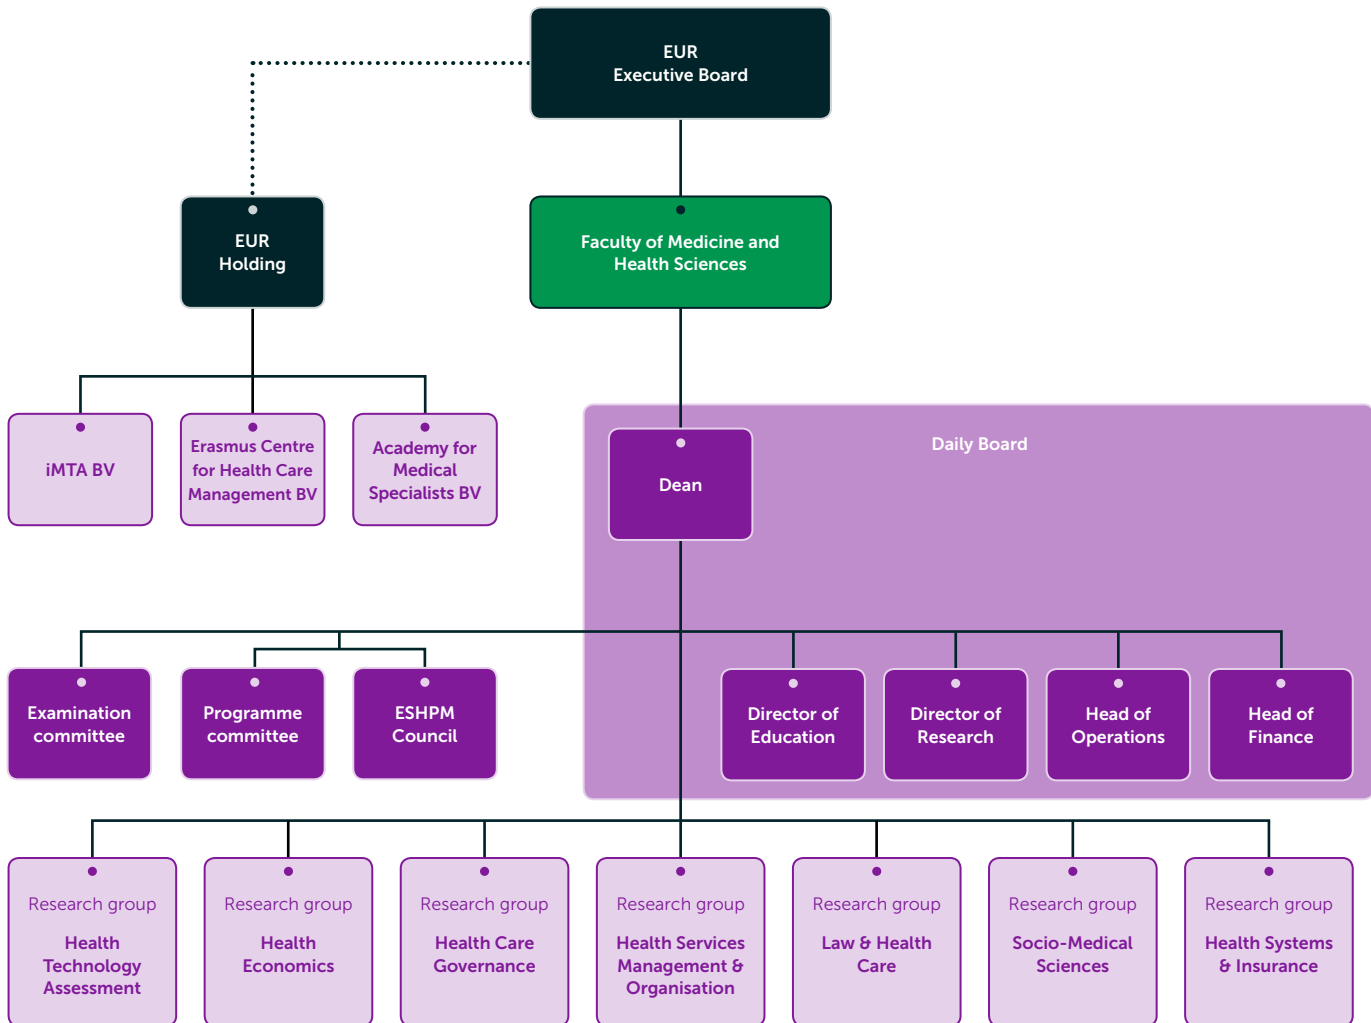 EUR
Executive Board
EUR
Holding
Faculty of Medicine and
Health Sciences
iMTA BV
Erasmus Centre
for Health Care
Management BV
Academy for
Medical
Specialists BV
Daily Board
Dean
Examination
committee
Programme
committee
ESHPM
Council
Director of
Education
Director of
Research
Head of
Operations
Head of
Finance
Research group
Health
Technology
Assessment
Research group
Health
Economics
Research group
Health Care
Governance
Research group
Health Services
Management &
Organisation
Research group
Law & Health
Care
Research group
Socio-Medical
Sciences
Research group
Health Systems
& Insurance